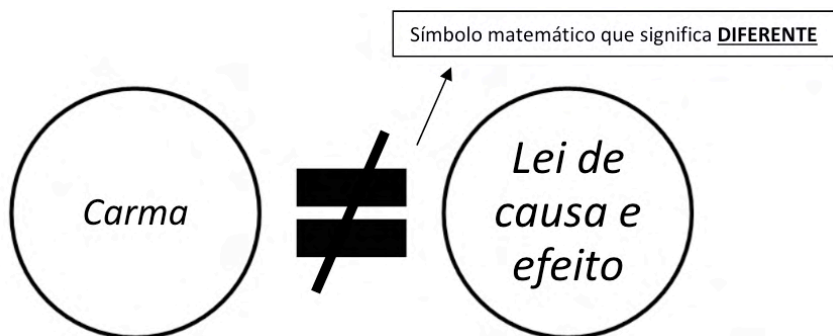 Símbolo matemático que significa DIFERENTE
Carma
≠
Lei de
causa e
efeito